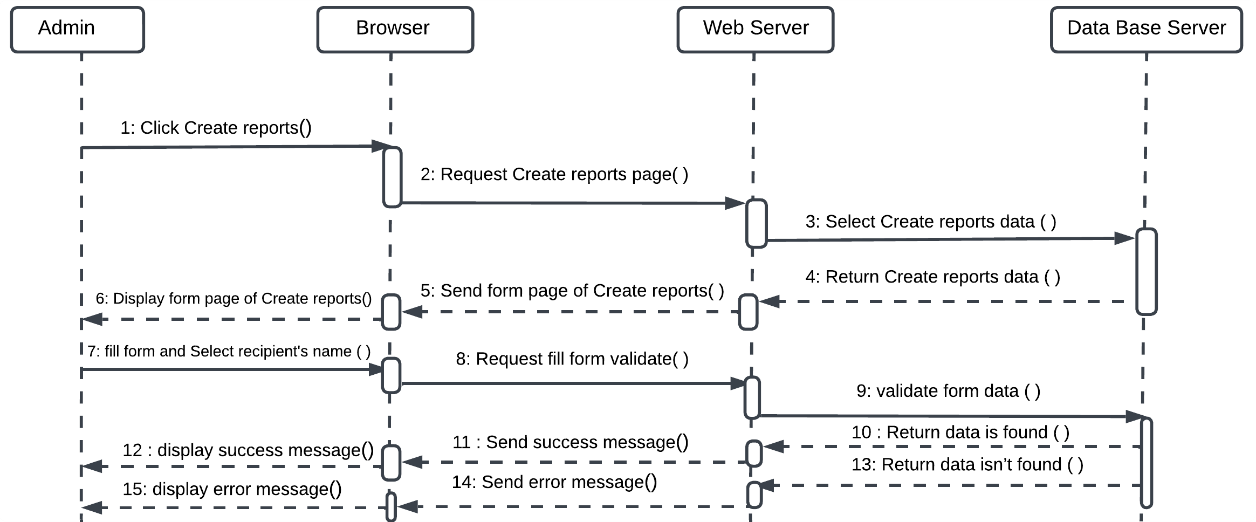 Admin
Browser
Web Server
Data Base Server
1: Click Create reports()
2: Request Create reports page( )
3: Select Create reports data ( )
4: Return Create reports data ( )
5: Send form page of Create reports( )
6: Display form page of Create reports()
7: fill form and Select recipient's name ( )
8: Request fill form validate( )
9: validate form data ( )
10 : Return data is found ( )
11 : Send success message()
12 : display success message()
13: Return data isn't found ( )
14: Send error message()
15: display error message()